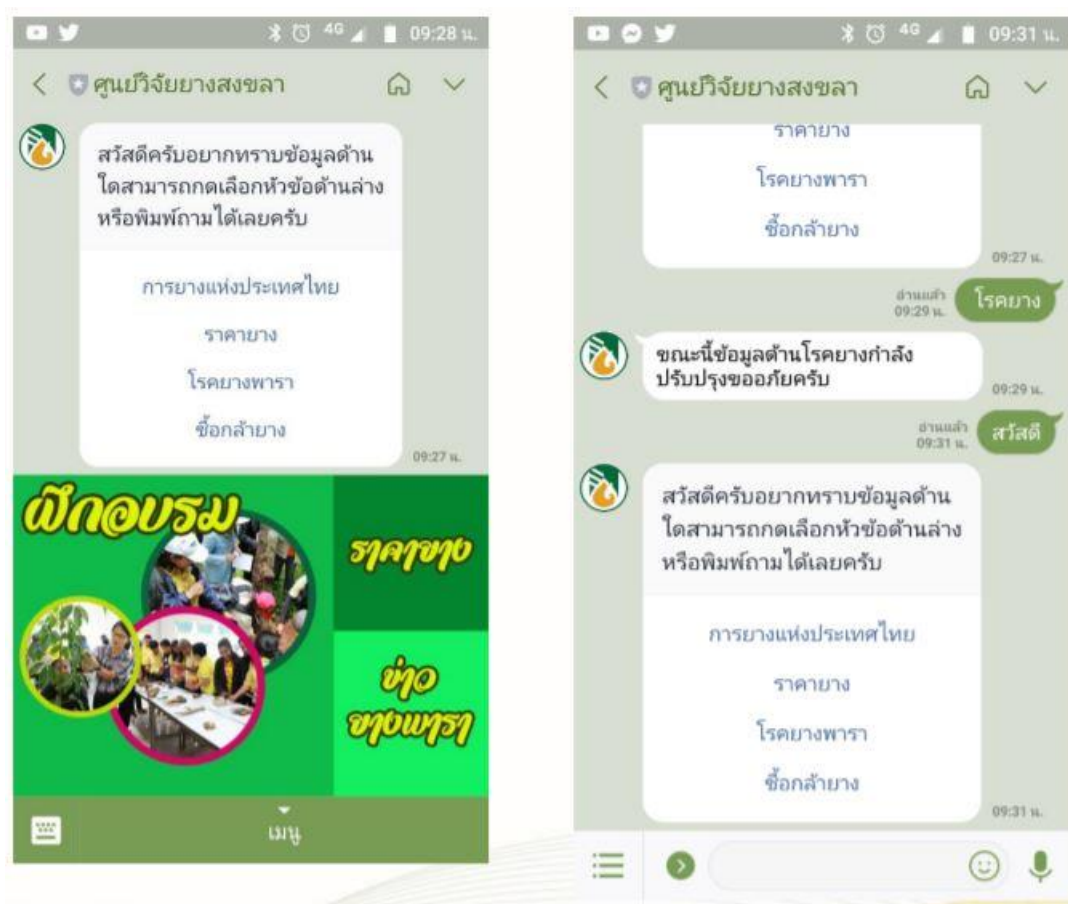 4G 09:28 น.
ศูนย์วิจัยยางสงขลา
สวัสดีครับอยากทราบข้อมูลด้าน
ใดสามารถกดเลือกหัวข้อด้านล่าง
หรือพิมพ์ถามได้เลยครับ
การยางแห่งประเทศไทย
ราคายาง
โรคยางพารา
ซื้อกล้ายาง
09:27 น.
ฝึกอบรม
ราคายาง
ข่าว
ยางพารา
เมนู
4G 09:31 น.
ศูนย์วิจัยยางสงขลา
ราคายาง
โรคยางพารา
ซื้อกล้ายาง
09:27 น.
อ่านแล้ว
09:29 น.
โรคยาง
ขณะนี้ข้อมูลด้านโรคยางกำลัง
ปรับปรุงขออภัยครับ
09:29 น.
อ่านแล้ว
09:31 น.
สวัสดี
สวัสดีครับอยากทราบข้อมูลด้าน
ใดสามารถกดเลือกหัวข้อด้านล่าง
หรือพิมพ์ถามได้เลยครับ
การยางแห่งประเทศไทย
ราคายาง
โรคยางพารา
ซื้อกล้ายาง
09:31 น.